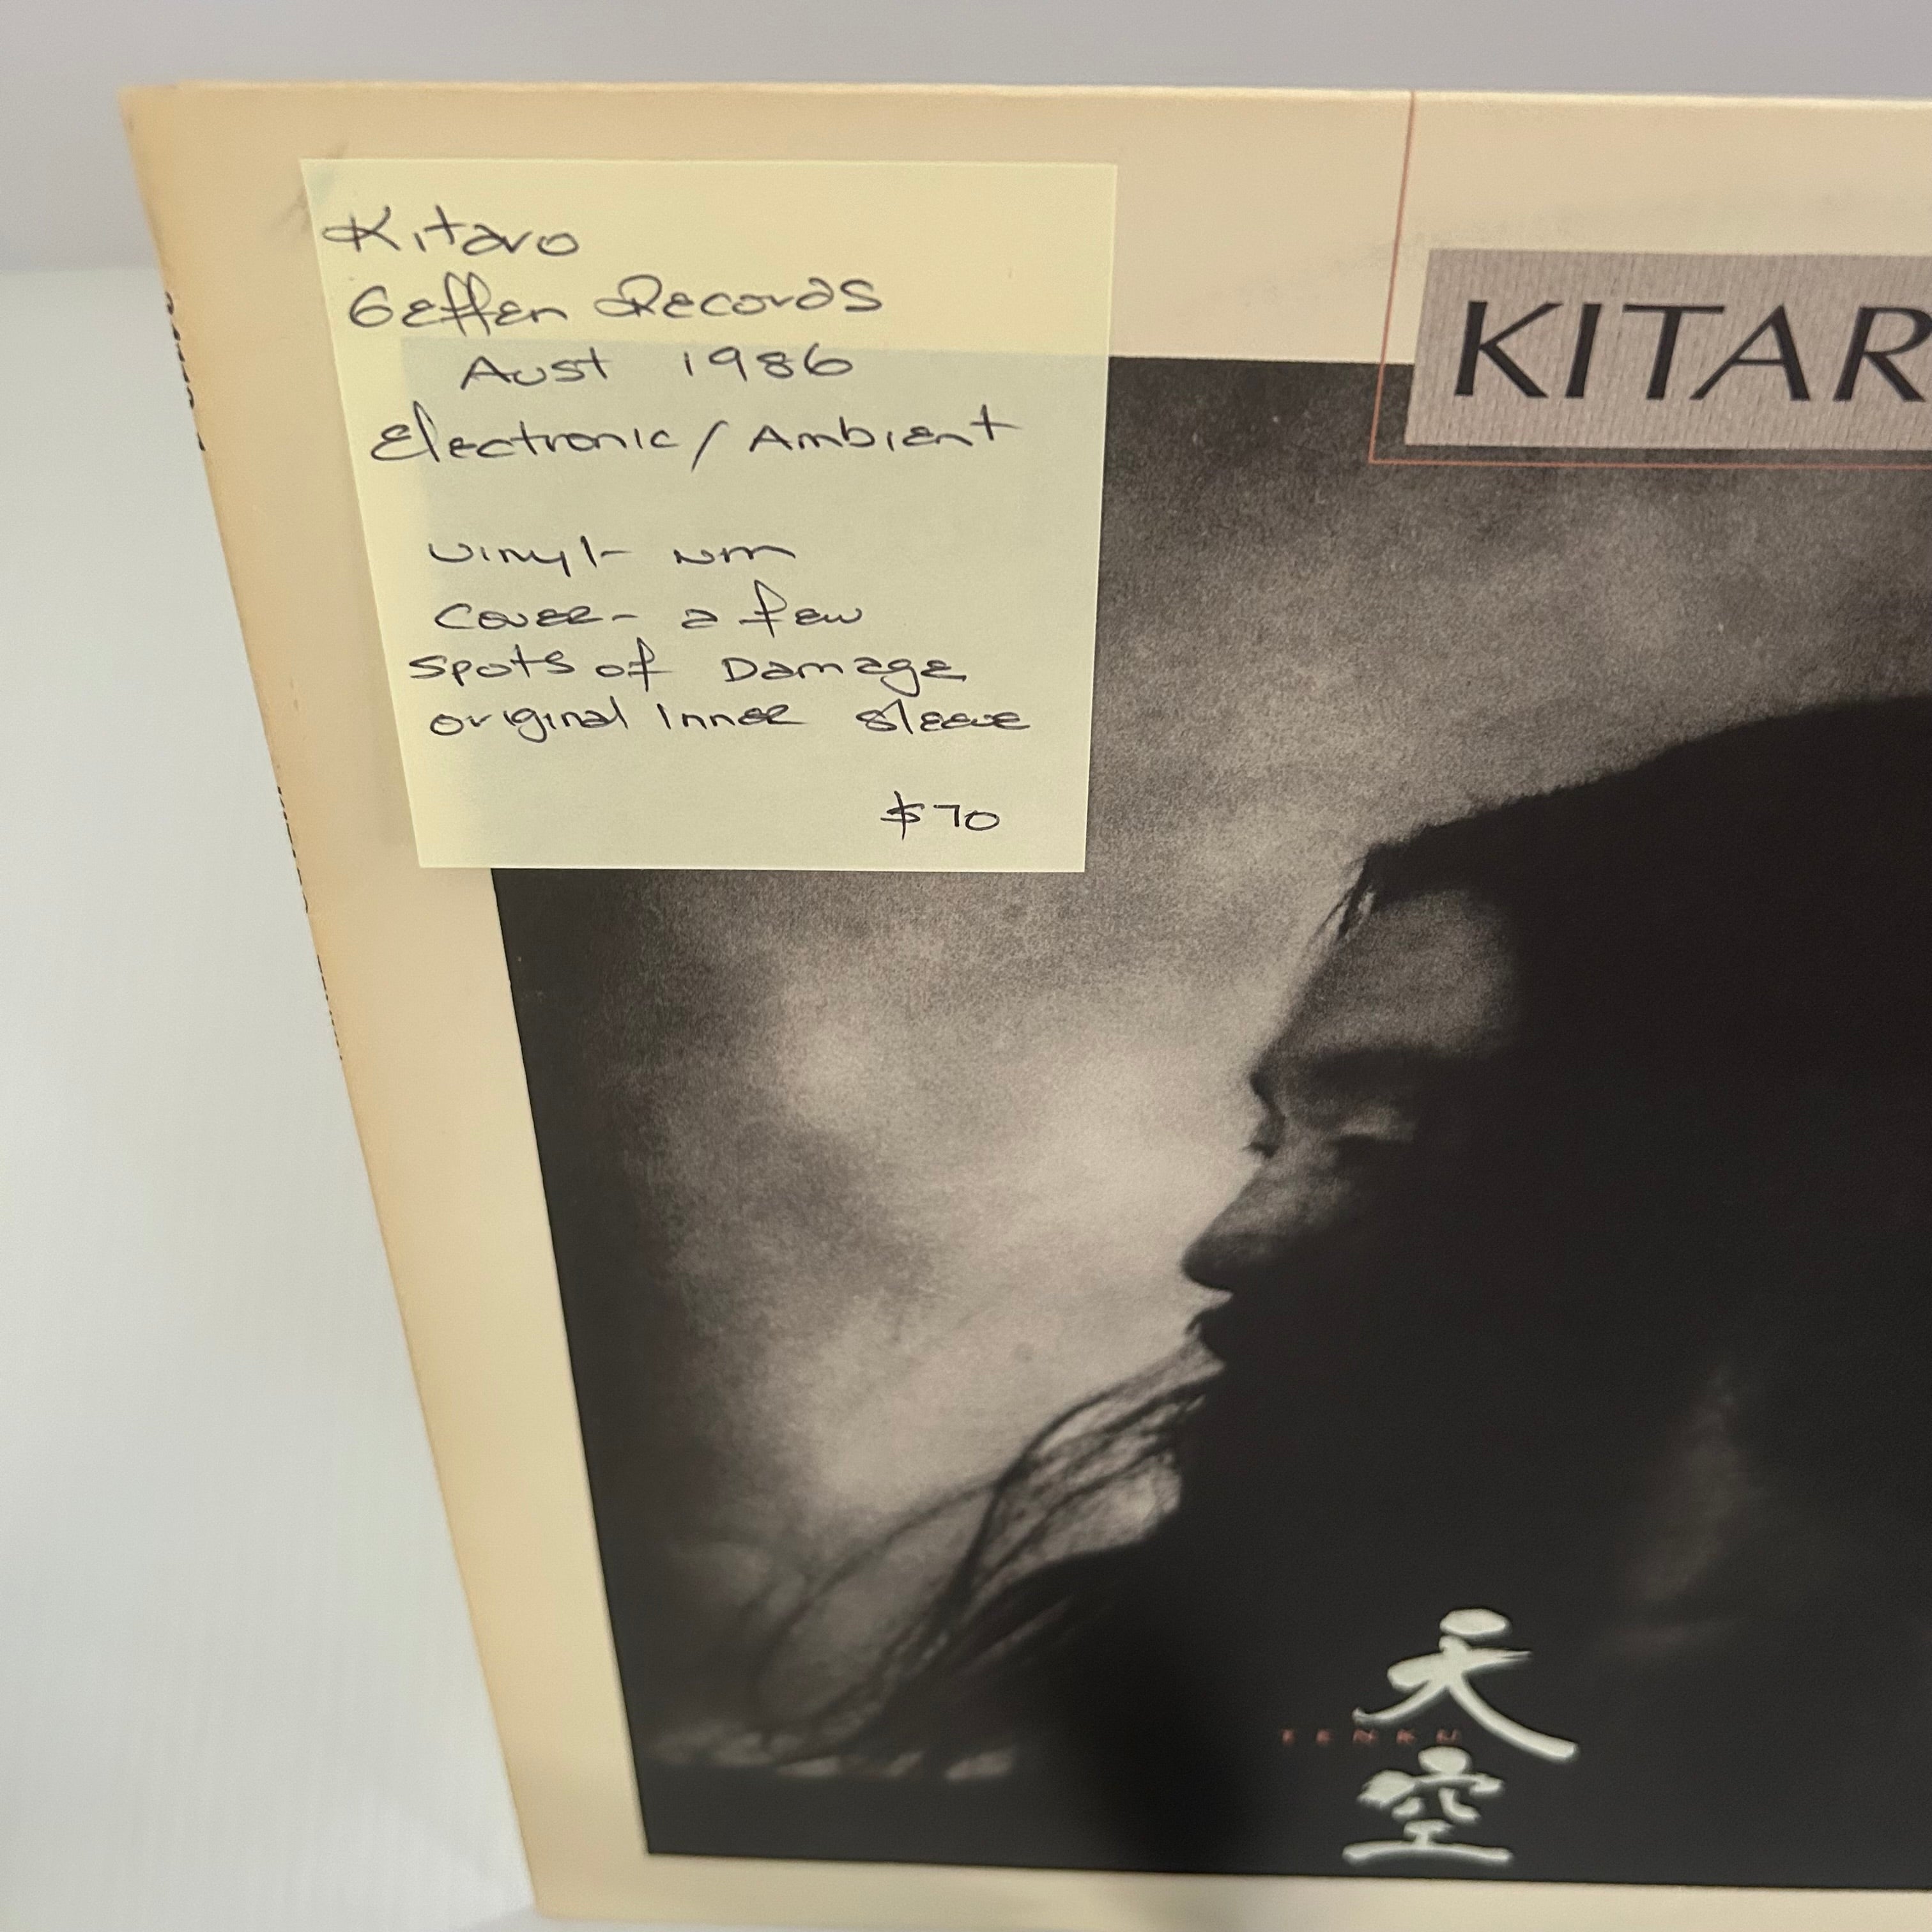 Kitaro
Geffen Records
Aust 1986
Electronic / Ambient
Vinyl - NM
Cover - a few
spots of Damage
original inner sleeve
$70
KITAR
天
TENKU
空